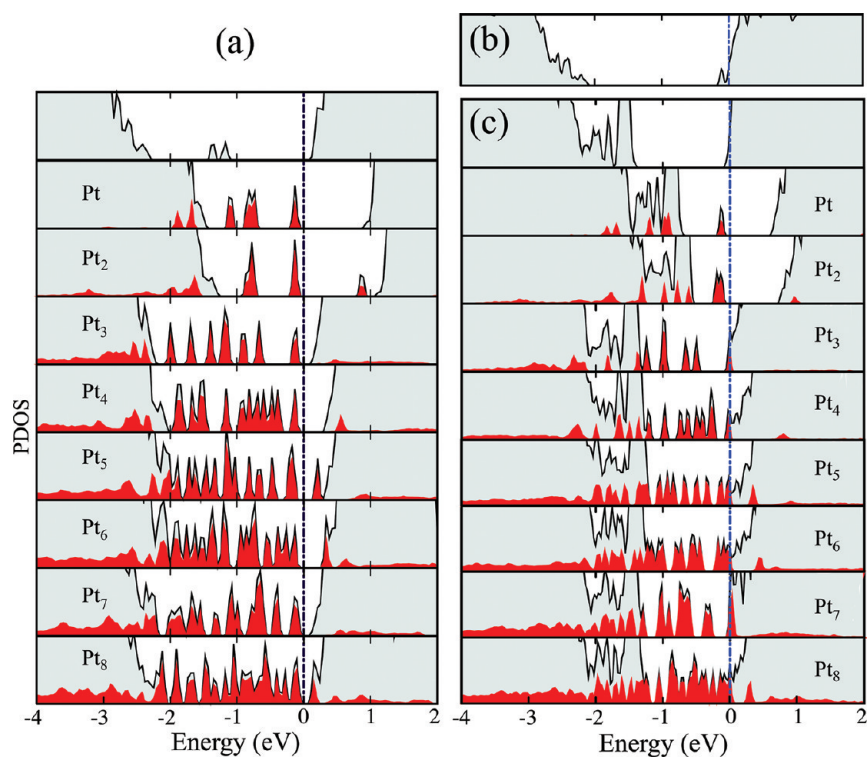 (a)
PDOS
Pt
Pt₂
Pt₃
Pt₄
Pt₅
Pt₆
Pt₇
Pt₈
-4 -3 -2 -1 0 1 2
Energy (eV)
(b)
(c)
Pt
Pt₂
Pt₃
Pt₄
Pt₅
Pt₆
Pt₇
Pt₈
-4 -3 -2 -1 0 1 2
Energy (eV)